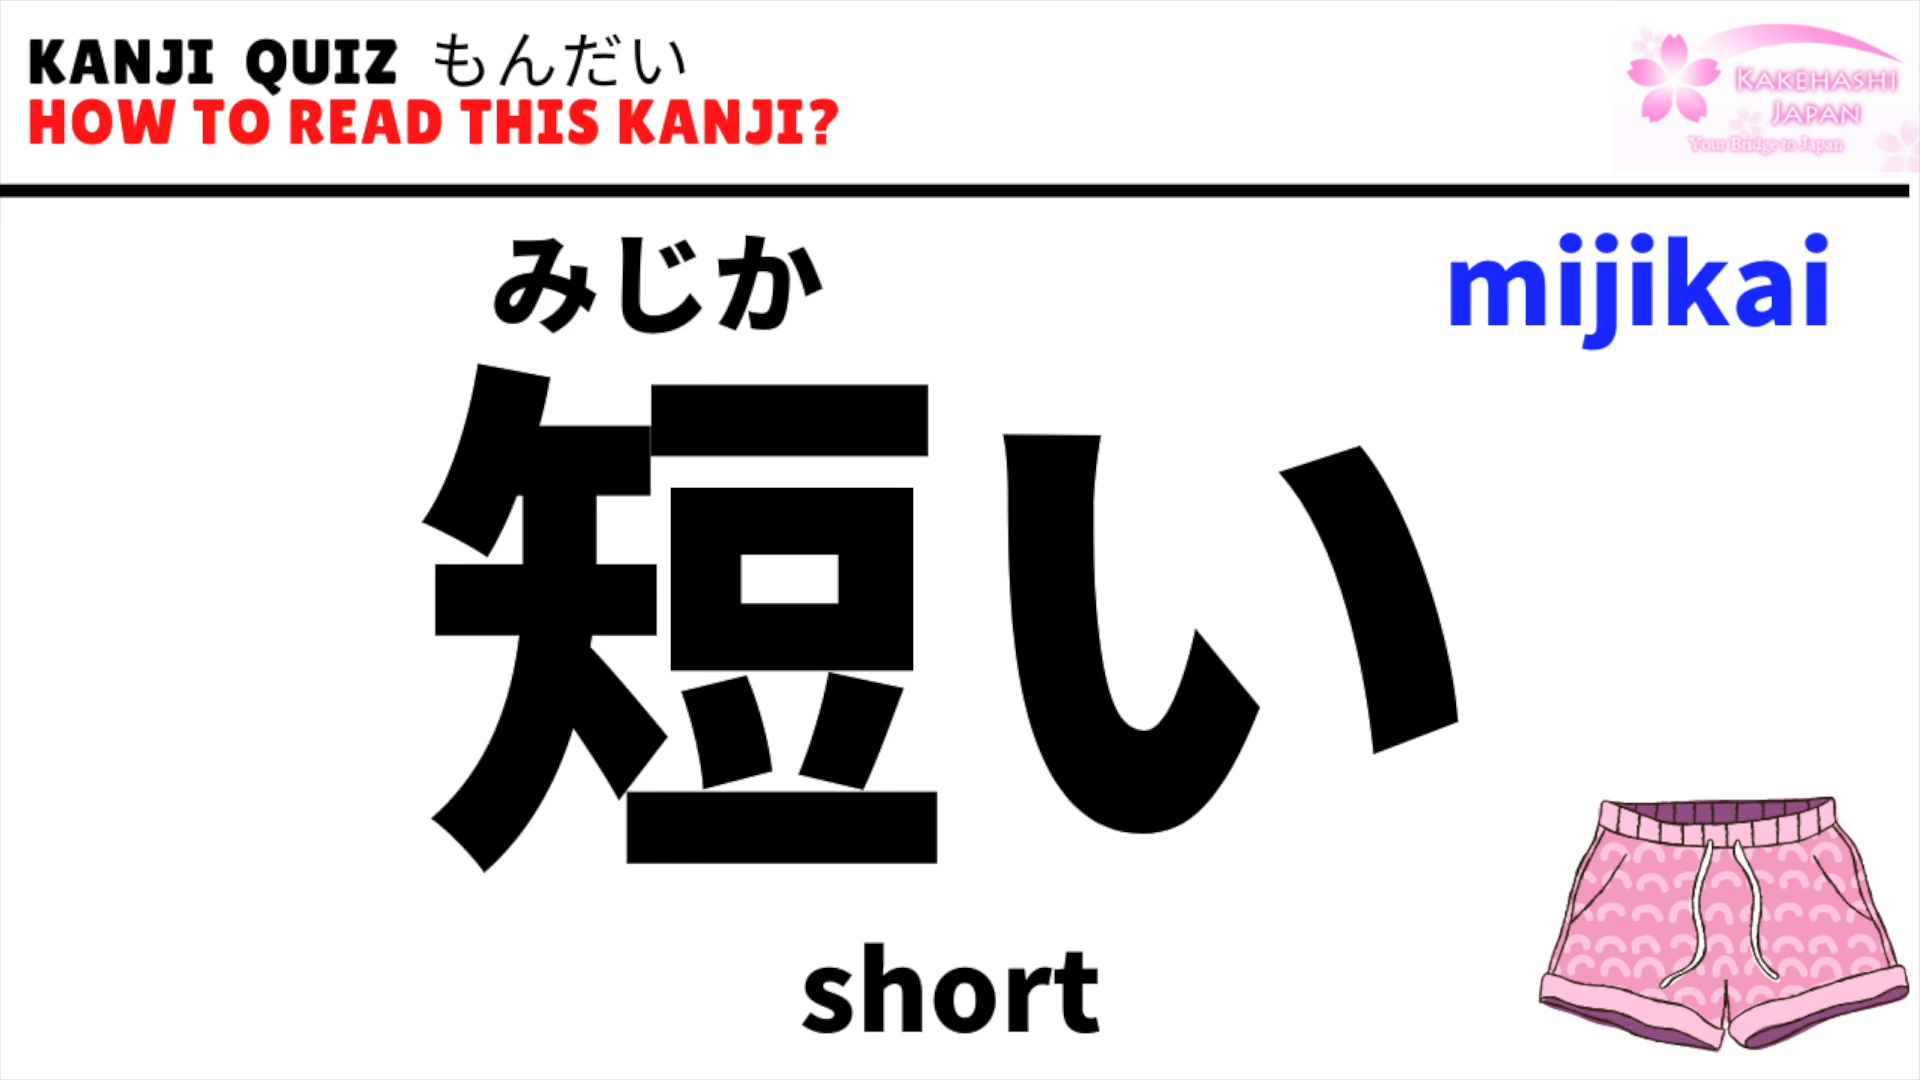 KANJI QUIZ もんだい
HOW TO READ THIS KANJI?
KAKEHASHI
JAPAN
Your Bridge to Japan
みじか
mijikai
短い
short